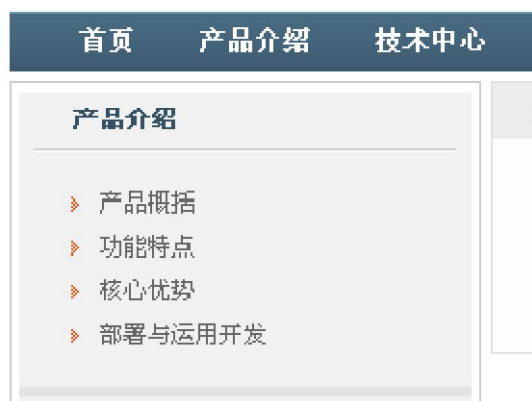 首页 产品介绍 技术中心
产品介绍
产品概括
功能特点
核心优势
部署与运用开发